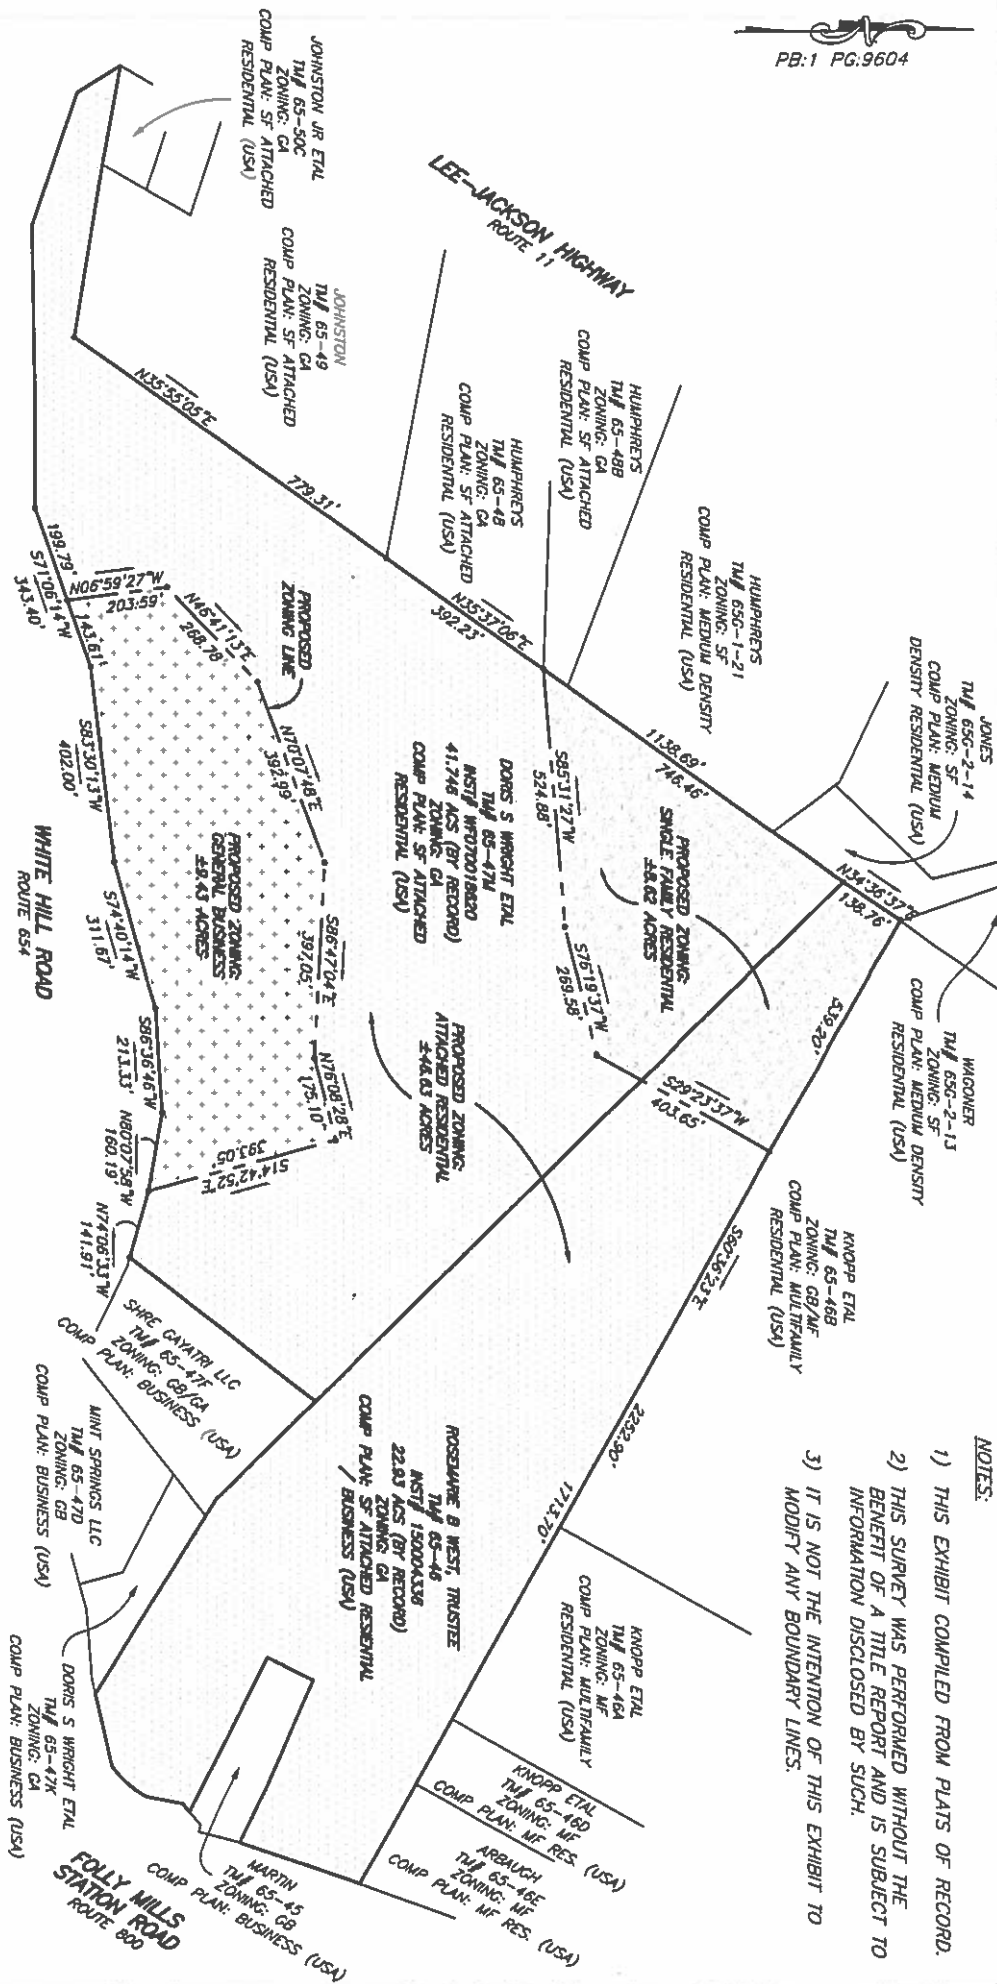 PB:1 PG:9604
NOTES:
1) THIS EXHIBIT COMPILED FROM PLATS OF RECORD.
2) THIS SURVEY WAS PERFORMED WITHOUT THE
BENEFIT OF A TITLE REPORT AND IS SUBJECT TO
INFORMATION DISCLOSED BY SUCH.
3) IT IS NOT THE INTENTION OF THIS EXHIBIT TO
MODIFY ANY BOUNDARY LINES.
JOHNSTON JR ETAL
TM# 65-50C
ZONING: GA
COMP PLAN: SF ATTACHED
RESIDENTIAL (USA)
JOHNSTON
TM# 65-49
ZONING: GA
COMP PLAN: SF ATTACHED
RESIDENTIAL (USA)
LEE-JACKSON HIGHWAY
ROUTE 11
HUMPHREYS
TM# 65-48
ZONING: GA
COMP PLAN: SF ATTACHED
RESIDENTIAL (USA)
HUMPHREYS
TM# 65-48B
ZONING: GA
COMP PLAN: SF ATTACHED
RESIDENTIAL (USA)
HUMPHREYS
TM# 65G-1-21
ZONING: SF
COMP PLAN: MEDIUM DENSITY
RESIDENTIAL (USA)
JONES
TM# 65G-2-14
ZONING: SF
COMP PLAN: MEDIUM
DENSITY RESIDENTIAL (USA)
WAGONER
TM# 65G-2-13
ZONING: SF
COMP PLAN: MEDIUM DENSITY
RESIDENTIAL (USA)
KNOPP ETAL
TM# 65-46B
ZONING: GB/MF
COMP PLAN: MULTIFAMILY
RESIDENTIAL (USA)
KNOPP ETAL
TM# 65-46A
ZONING: MF
COMP PLAN: MULTIFAMILY
RESIDENTIAL (USA)
KNOPP ETAL
TM# 65-46D
ZONING: MF
COMP PLAN: MF RES. (USA)
ARBAUGH
TM# 65-46E
ZONING: MF
COMP PLAN: MF RES. (USA)
N35°55'05"E
779.31'
N35°37'06"E
392.23'
1138.69'
746.46'
N34°36'37"E
138.76'
539.20'
S60°36'23"E
2252.90'
1713.70'
S29°23'37"W
403.65'
S76°19'37"W
269.58'
S85°31'27"W
524.88'
PROPOSED ZONING:
SINGLE FAMILY RESIDENTIAL
±8.62 ACRES
DORIS S WRIGHT ETAL
TM# 65-47M
INST# WF070018620
41.746 ACS (BY RECORD)
ZONING: GA
COMP PLAN: SF ATTACHED
RESIDENTIAL (USA)
PROPOSED ZONING:
ATTACHED RESIDENTIAL
±46.63 ACRES
PROPOSED
ZONING LINE
N06°59'27"W
203.59'
N46°41'13"E
268.78'
N70°07'48"E
392.99'
S86°47'04"E
397.05'
N76°08'28"E
175.10'
S14°42'52"E
393.05'
PROPOSED ZONING:
GENERAL BUSINESS
±9.43 ACRES
199.79'
S71°06'14"W
343.40'
143.61'
S83°30'13"W
402.00'
S74°40'14"W
311.67'
S86°36'46"W
213.33'
N80°07'58"W
160.19'
N74°06'33"W
141.91'
WHITE HILL ROAD
ROUTE 654
ROSEMARIE B WEST, TRUSTEE
TM# 65-46
INST# 150004336
22.93 ACS (BY RECORD)
ZONING: GA
COMP PLAN: SF ATTACHED RESIDENTIAL
/ BUSINESS (USA)
SHRE GAYATRI LLC
TM# 65-47F
ZONING: GB/GA
COMP PLAN: BUSINESS (USA)
MINT SPRINGS LLC
TM# 65-47D
ZONING: GB
COMP PLAN: BUSINESS (USA)
DORIS S WRIGHT ETAL
TM# 65-47K
ZONING: GA
COMP PLAN: BUSINESS (USA)
MARTIN
TM# 65-45
ZONING: GB
COMP PLAN: BUSINESS (USA)
FOLLY MILLS
STATION ROAD
ROUTE 800